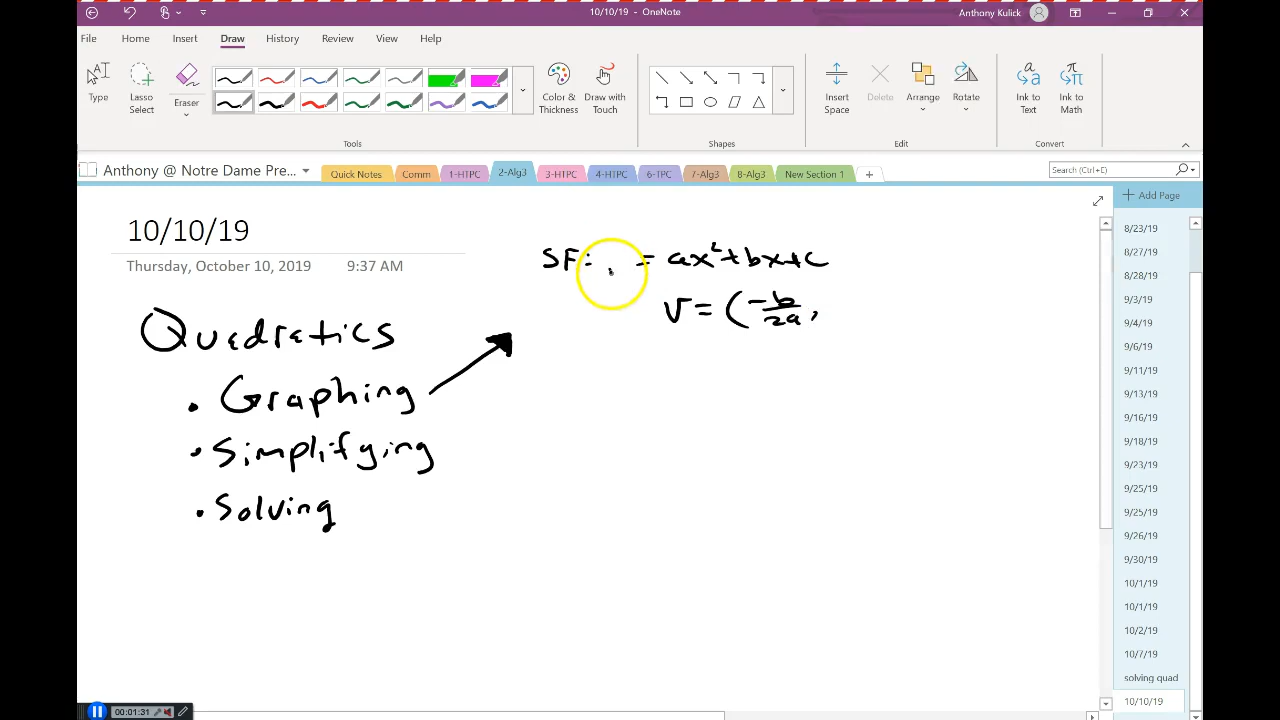 10/10/19 - OneNote
Anthony Kulick
File Home Insert Draw History Review View Help
Type
Lasso Select
Eraser
Color & Thickness
Draw with Touch
Insert Space
Delete
Arrange
Rotate
Ink to Text
Ink to Math
Tools
Shapes
Edit
Convert
Anthony @ Notre Dame Pre...
Quick Notes Comm 1-HTPC 2-Alg3 3-HTPC 4-HTPC 6-TPC 7-Alg3 8-Alg3 New Section 1
Search (Ctrl+E)
10/10/19
Thursday, October 10, 2019 9:37 AM
Quadratics
• Graphing
• Simplifying
• Solving
SF: = ax²+bx+c
V = (-b/2a,
Add Page
8/23/19
8/27/19
8/28/19
9/3/19
9/4/19
9/6/19
9/11/19
9/13/19
9/16/19
9/18/19
9/23/19
9/25/19
9/25/19
9/26/19
9/30/19
10/1/19
10/1/19
10/2/19
10/7/19
solving quad
10/10/19
00:01:31